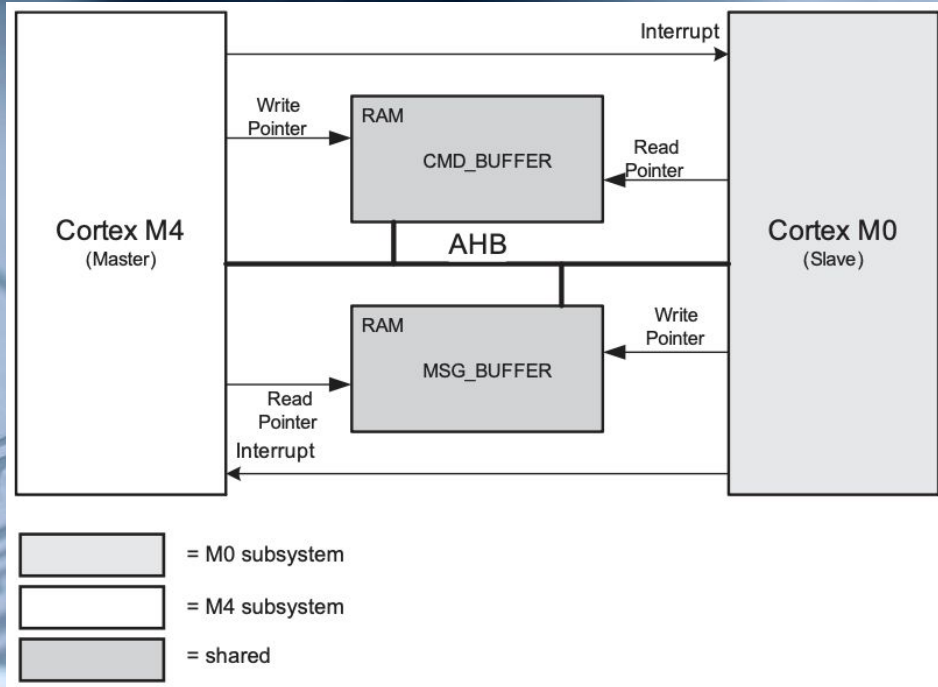 Interrupt
Write
Pointer
RAM
CMD_BUFFER
Read
Pointer
Cortex M4
(Master)
AHB
Cortex M0
(Slave)
RAM
MSG_BUFFER
Write
Pointer
Read
Pointer
Interrupt
= M0 subsystem
= M4 subsystem
= shared